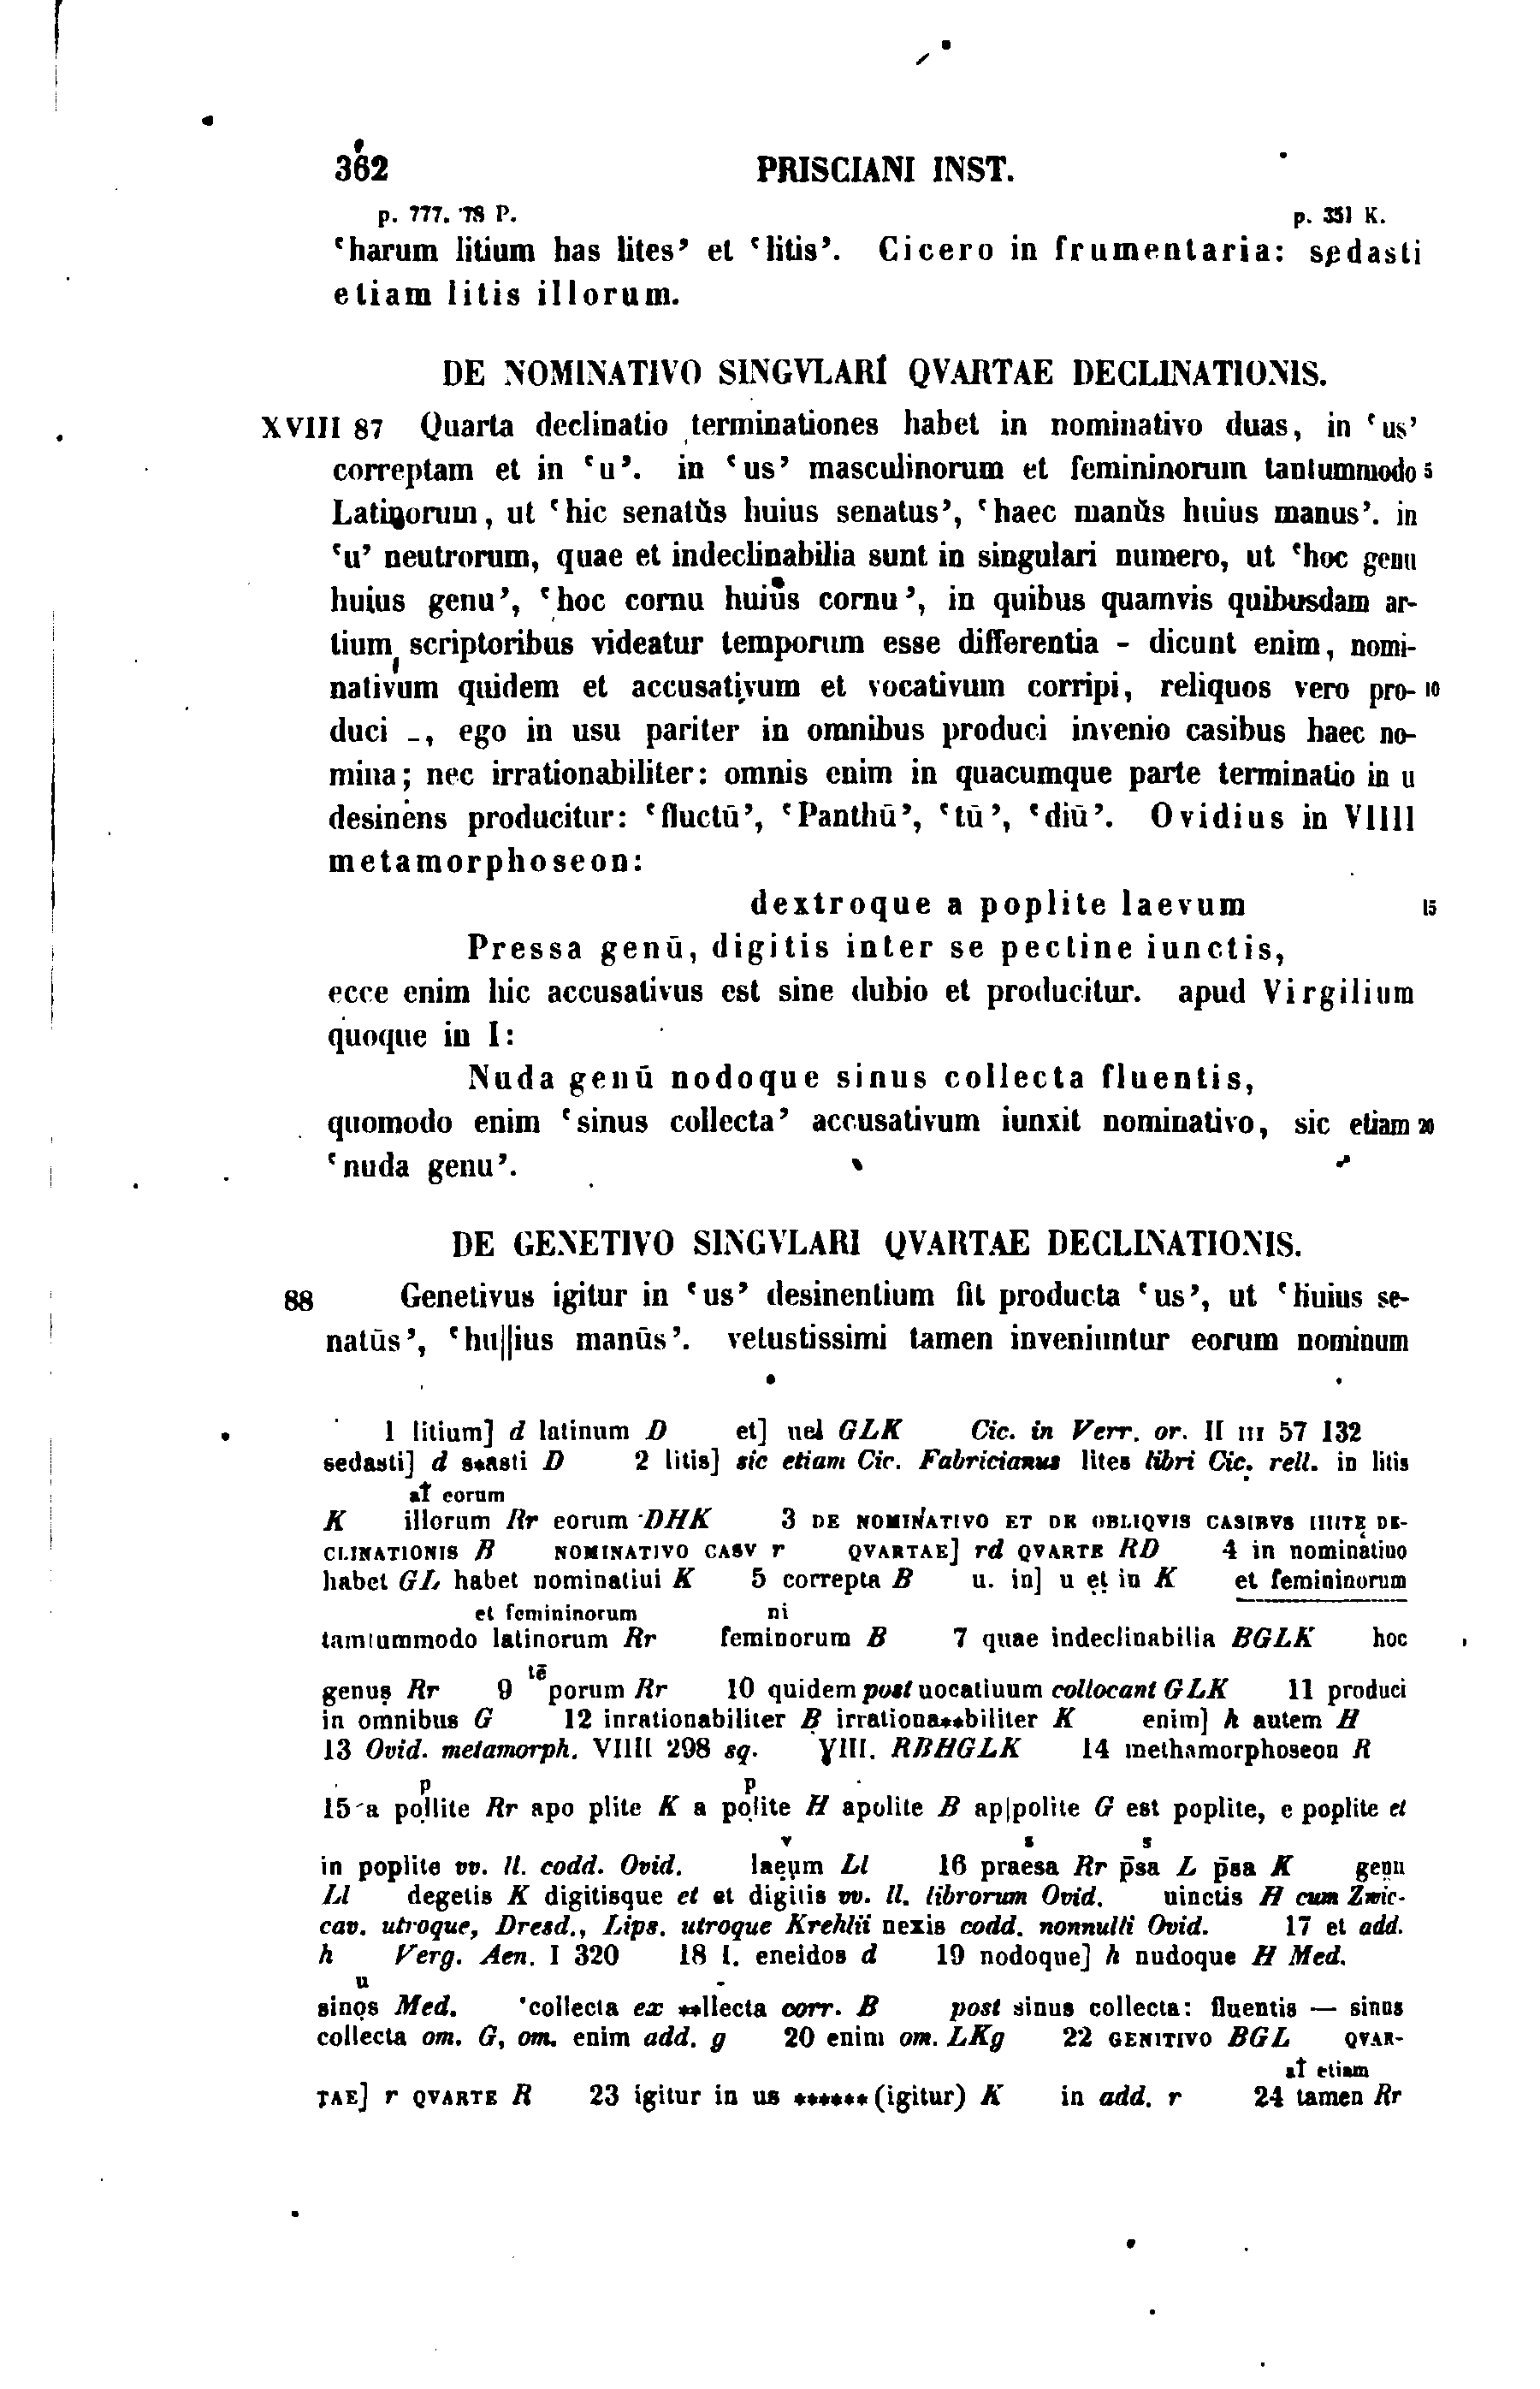 362 PRISCIANI INST.
p. 777. 78 P. p. 351 K.
‘harum litium has lites’ et ‘litis’. Cicero in frumentaria: sedasti
etiam litis illorum.
DE NOMINATIVO SINGVLARI QVARTAE DECLINATIONIS.
XVIII 87 Quarta declinatio terminationes habet in nominativo duas, in ‘us’
correptam et in ‘u’. in ‘us’ masculinorum et femininorum tantummodo 5
Latinorum, ut ‘hic senatŭs huius senatus’, ‘haec manŭs huius manus’. in
‘u’ neutrorum, quae et indeclinabilia sunt in singulari numero, ut ‘hoc genu
huius genu’, ‘hoc cornu huius cornu’, in quibus quamvis quibusdam ar-
tium scriptoribus videatur temporum esse differentia - dicunt enim, nomi-
nativum quidem et accusativum et vocativum corripi, reliquos vero pro- 10
duci -, ego in usu pariter in omnibus produci invenio casibus haec no-
mina; nec irrationabiliter: omnis enim in quacumque parte terminatio in u
desinens producitur: ‘fluctū’, ‘Panthū’, ‘tū’, ‘diū’. Ovidius in VIIII
metamorphoseon:
dextroque a poplite laevum 15
Pressa genū, digitis inter se pectine iunctis,
ecce enim hic accusativus est sine dubio et producitur. apud Virgilium
quoque in I:
Nuda genū nodoque sinus collecta fluentis,
quomodo enim ‘sinus collecta’ accusativum iunxit nominativo, sic etiam 20
‘nuda genu’.
DE GENETIVO SINGVLARI QVARTAE DECLINATIONIS.
88 Genetivus igitur in ‘us’ desinentium fit producta ‘us’, ut ‘huius se-
natūs’, ‘hu||ius manūs’. vetustissimi tamen inveniuntur eorum nominum
1 litium] d latinum D et] uel GLK Cic. in Verr. or. II III 57 132
sedasti] d s*asti D 2 litis] sic etiam Cic. Fabricianus lites libri Cic. rell. in litis
at eorum
K illorum Rr eorum DHK 3 DE NOMINATIVO ET DE OBLIQVIS CASIBVS IIIITE DE-
CLINATIONIS B NOMINATIVO CASV r QVARTAE] rd QVARTE RD 4 in nominatiuo
habet GL habet nominatiui K 5 correpta B u. in] u et in K et femininorum
et femininorum ni
tamtummodo latinorum Rr feminorum B 7 quae indeclinabilia BGLK hoc
tē
genus Rr 9 porum Rr 10 quidem post uocatiuum collocant GLK 11 produci
in omnibus G 12 inrationabiliter B irrationa**biliter K enim] h autem H
13 Ovid. metamorph. VIIII 298 sq. VIII. RBHGLK 14 methamorphoseon R
p p
15 a pollite Rr apo plite K a polite H apolite B ap|polite G est poplite, e poplite et
v s s
in poplite vv. ll. codd. Ovid. laeum Ll 16 praesa Rr p̄sa L p̄sa K genu
Ll degetis K digitisque et et digitis vv. ll. librorum Ovid. uinctis H cum Zwic-
cav. utroque, Dresd., Lips. utroque Krehlii nexis codd. nonnulli Ovid. 17 et add.
h Verg. Aen. I 320 18 I. eneidos d 19 nodoque] h nudoque H Med.
u
sinos Med. collecta ex **llecta corr. B post sinus collecta: fluentis — sinus
collecta om. G, om. enim add. g 20 enim om. LKg 22 GENITIVO BGL QVAR-
at etiam
TAE] r QVARTE R 23 igitur in us ******(igitur) K in add. r 24 tamen Rr